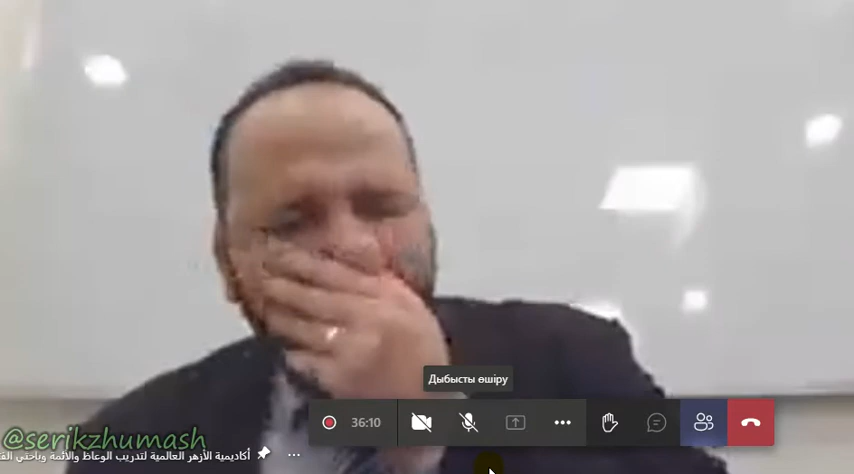 Дыбысты өшіру
36:10
@serikzhumash
أكاديمية الأزهر العالمية لتدريب الوعاظ والأئمة وباحثي